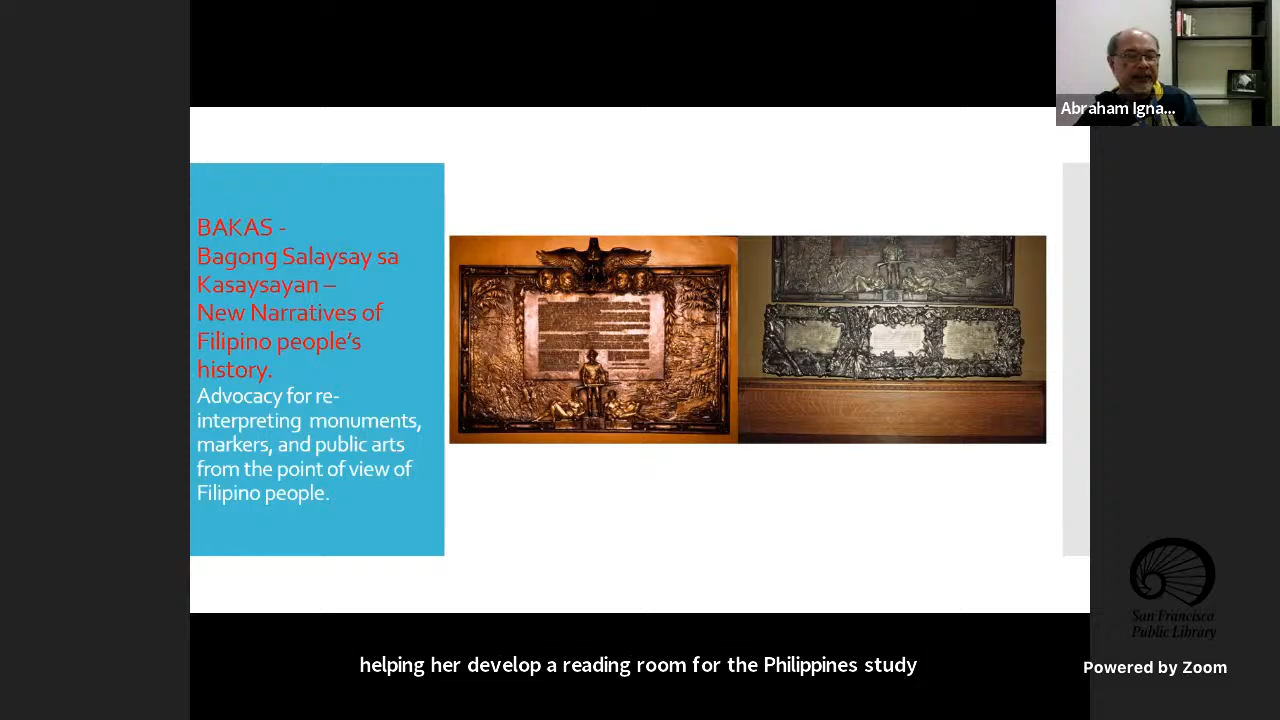 Abraham Igna...
BAKAS -
Bagong Salaysay sa
Kasaysayan –
New Narratives of
Filipino people's
history.
Advocacy for re-
interpreting monuments,
markers, and public arts
from the point of view of
Filipino people.
San Francisco
Public Library
helping her develop a reading room for the Philippines study
Powered by Zoom